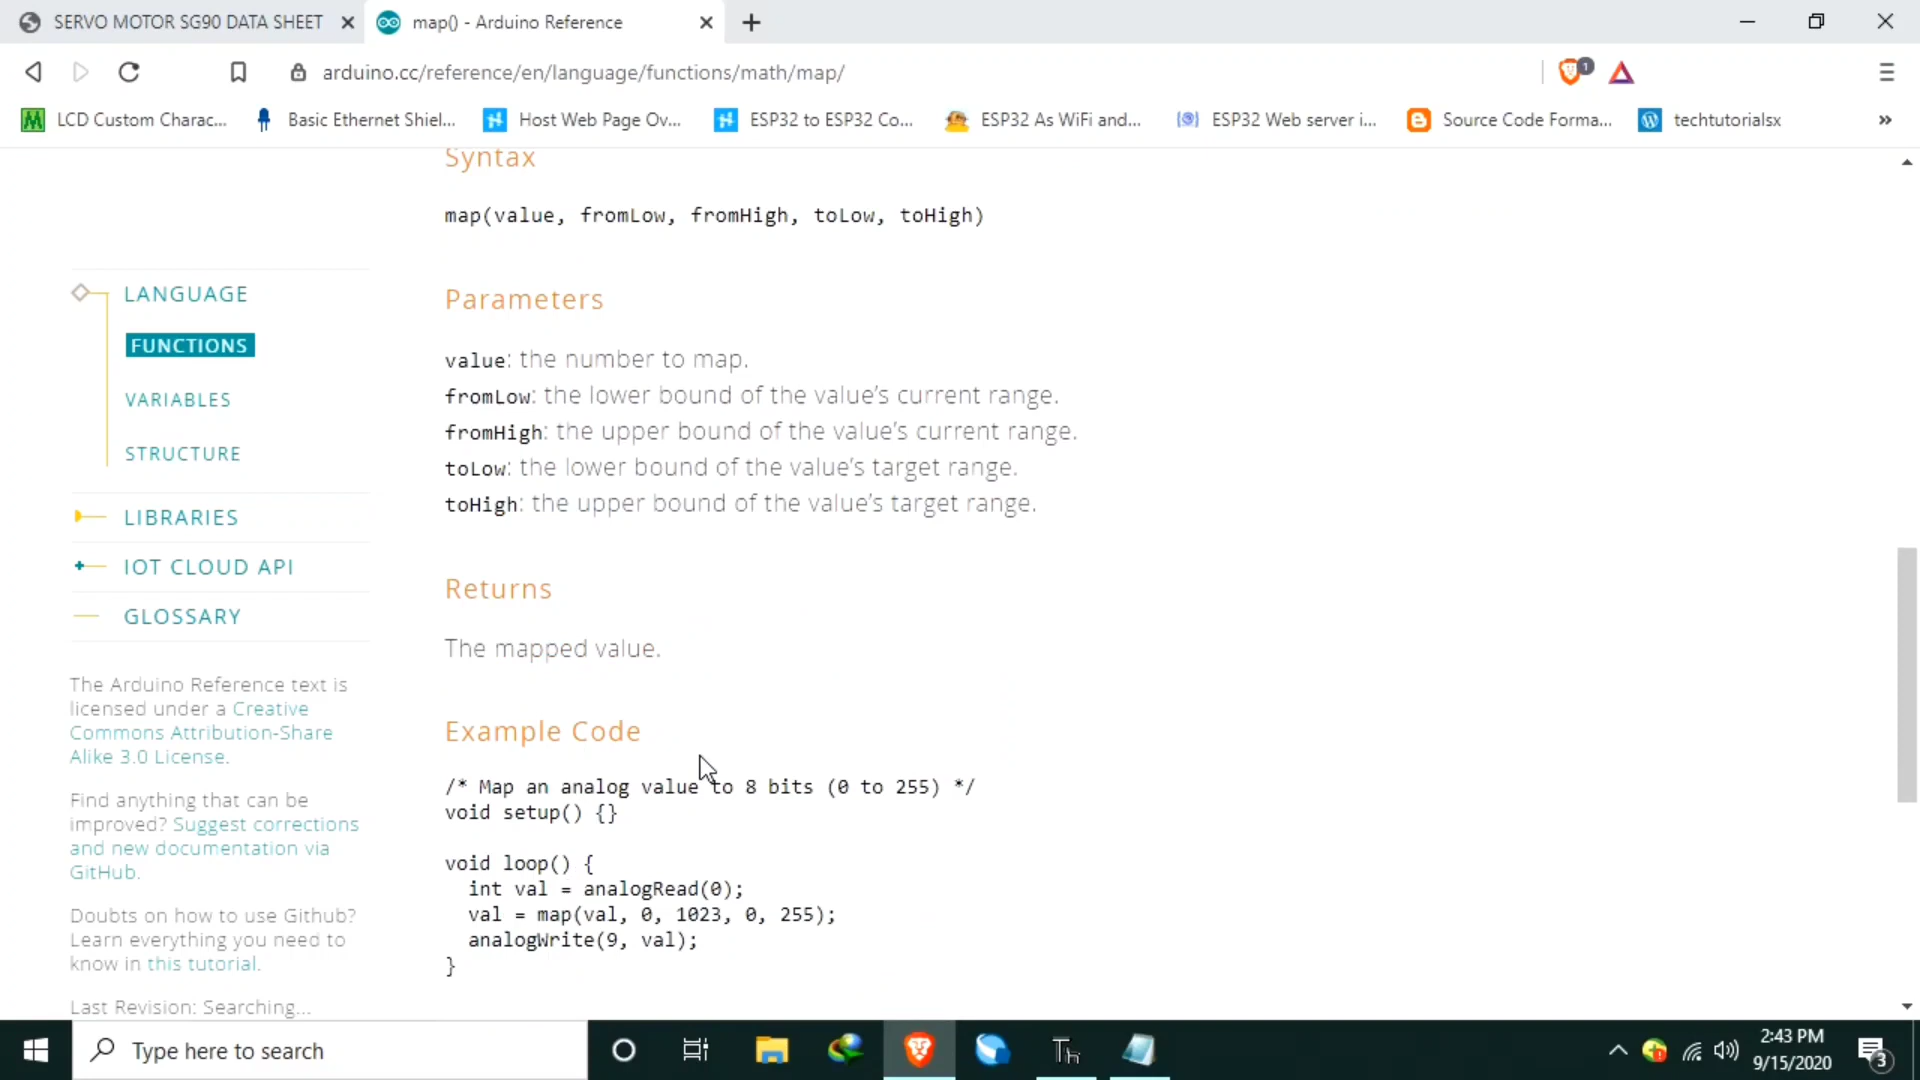 SERVO MOTOR SG90 DATA SHEET
map() - Arduino Reference
arduino.cc/reference/en/language/functions/math/map/
1
LCD Custom Charac...
Basic Ethernet Shiel...
Host Web Page Ov...
ESP32 to ESP32 Co...
ESP32 As WiFi and...
ESP32 Web server i...
Source Code Forma...
techtutorialsx
LANGUAGE
FUNCTIONS
VARIABLES
STRUCTURE
LIBRARIES
IOT CLOUD API
GLOSSARY
The Arduino Reference text is
licensed under a Creative
Commons Attribution-Share
Alike 3.0 License.
Find anything that can be
improved? Suggest corrections
and new documentation via
GitHub.
Doubts on how to use Github?
Learn everything you need to
know in this tutorial.
Last Revision: Searching...
Syntax
map(value, fromLow, fromHigh, toLow, toHigh)
Parameters
value: the number to map.
fromLow: the lower bound of the value’s current range.
fromHigh: the upper bound of the value’s current range.
toLow: the lower bound of the value’s target range.
toHigh: the upper bound of the value’s target range.
Returns
The mapped value.
Example Code
/* Map an analog value to 8 bits (0 to 255) */
void setup() {}
void loop() {
  int val = analogRead(0);
  val = map(val, 0, 1023, 0, 255);
  analogWrite(9, val);
}
Type here to search
Th
2:43 PM
9/15/2020
3